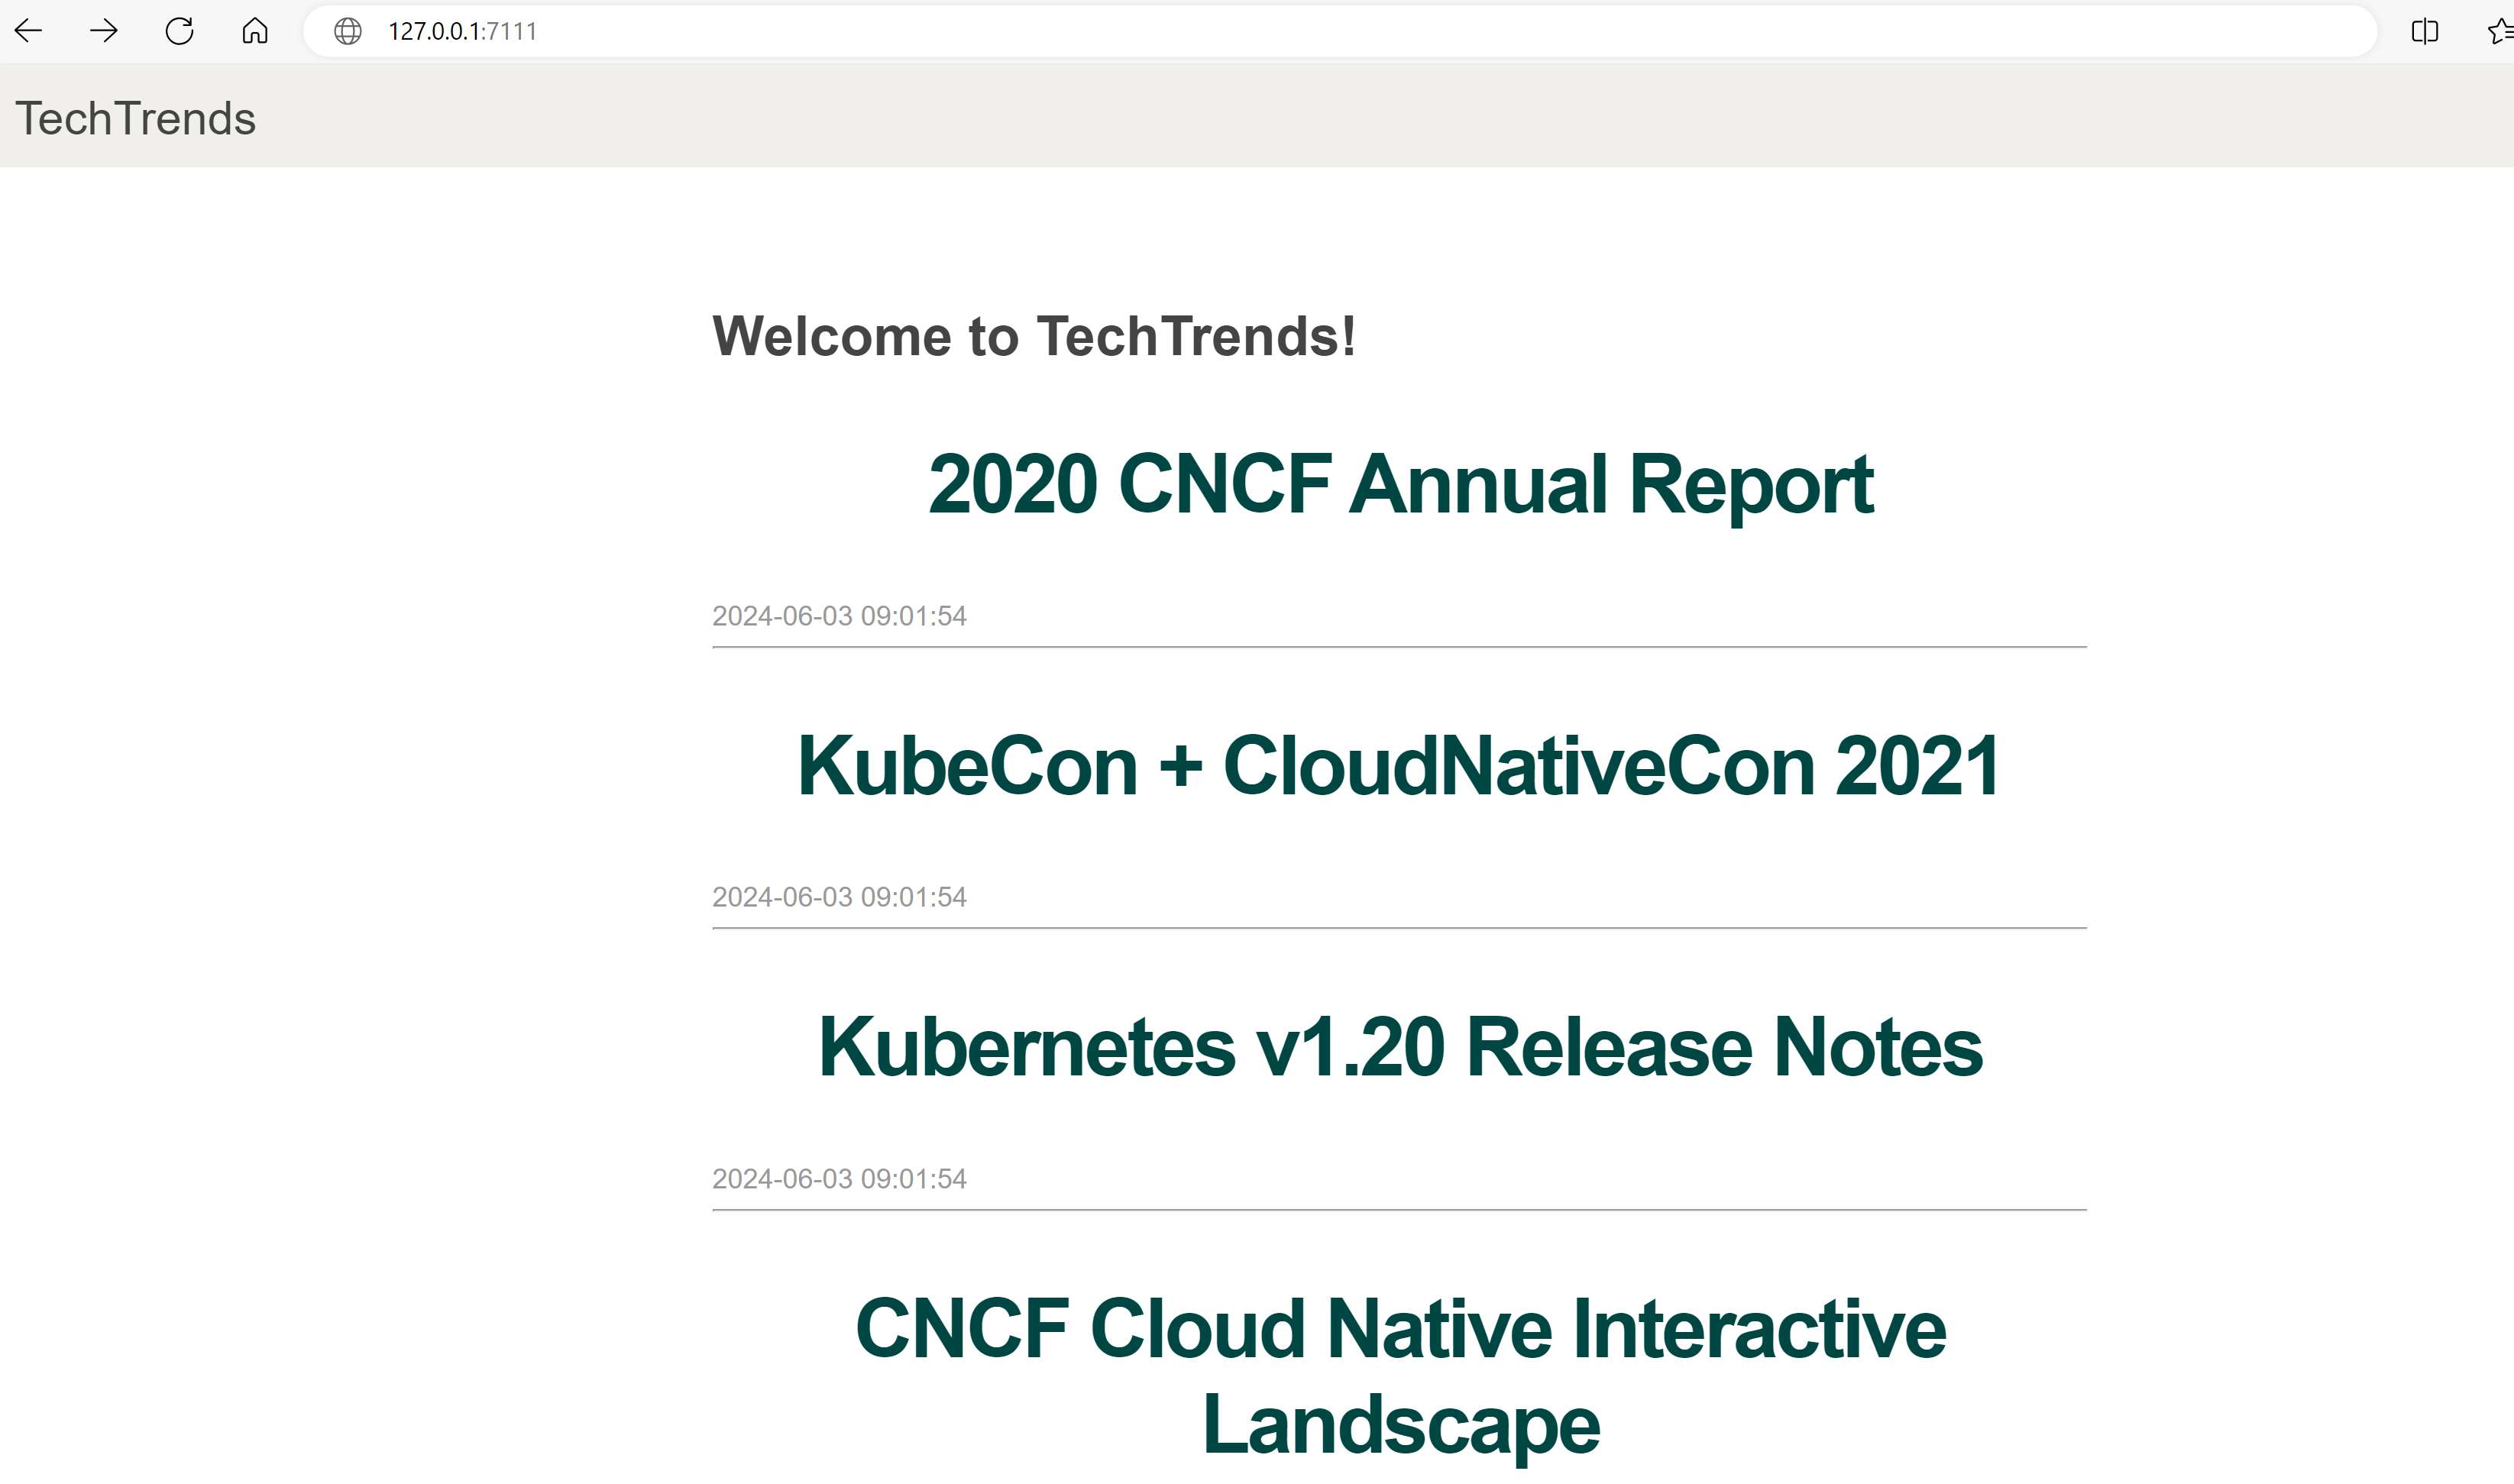 127.0.0.1:7111
TechTrends
Welcome to TechTrends!
2020 CNCF Annual Report
2024-06-03 09:01:54
KubeCon + CloudNativeCon 2021
2024-06-03 09:01:54
Kubernetes v1.20 Release Notes
2024-06-03 09:01:54
CNCF Cloud Native Interactive
Landscape